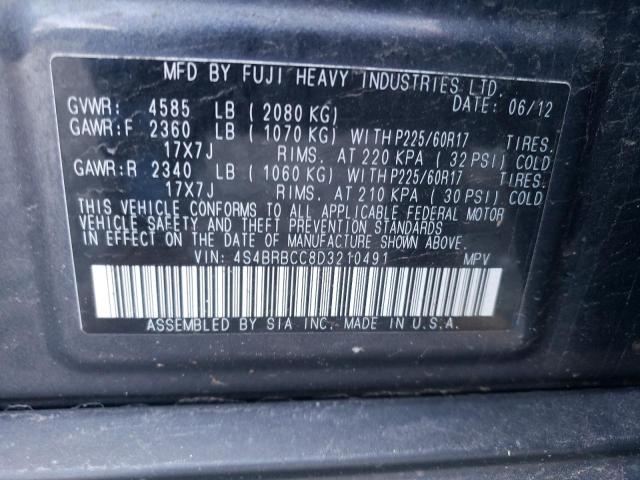 MFD BY FUJI HEAVY INDUSTRIES LTD.
DATE: 06/12
GVWR: 4585 LB (2080 KG)
GAWR:F 2360 LB (1070 KG) WITH P225/60R17 TIRES.
17X7J RIMS. AT 220 KPA (32 PSI) COLD
GAWR:R 2340 LB (1060 KG) WITH P225/60R17 TIRES.
17X7J RIMS. AT 210 KPA (30 PSI) COLD
THIS VEHICLE CONFORMS TO ALL APPLICABLE FEDERAL MOTOR
VEHICLE SAFETY AND THEFT PREVENTION STANDARDS
IN EFFECT ON THE DATE OF MANUFACTURE SHOWN ABOVE.
VIN: 4S4BRBCC8D3210491 MPV
ASSEMBLED BY SIA INC. MADE IN U.S.A.